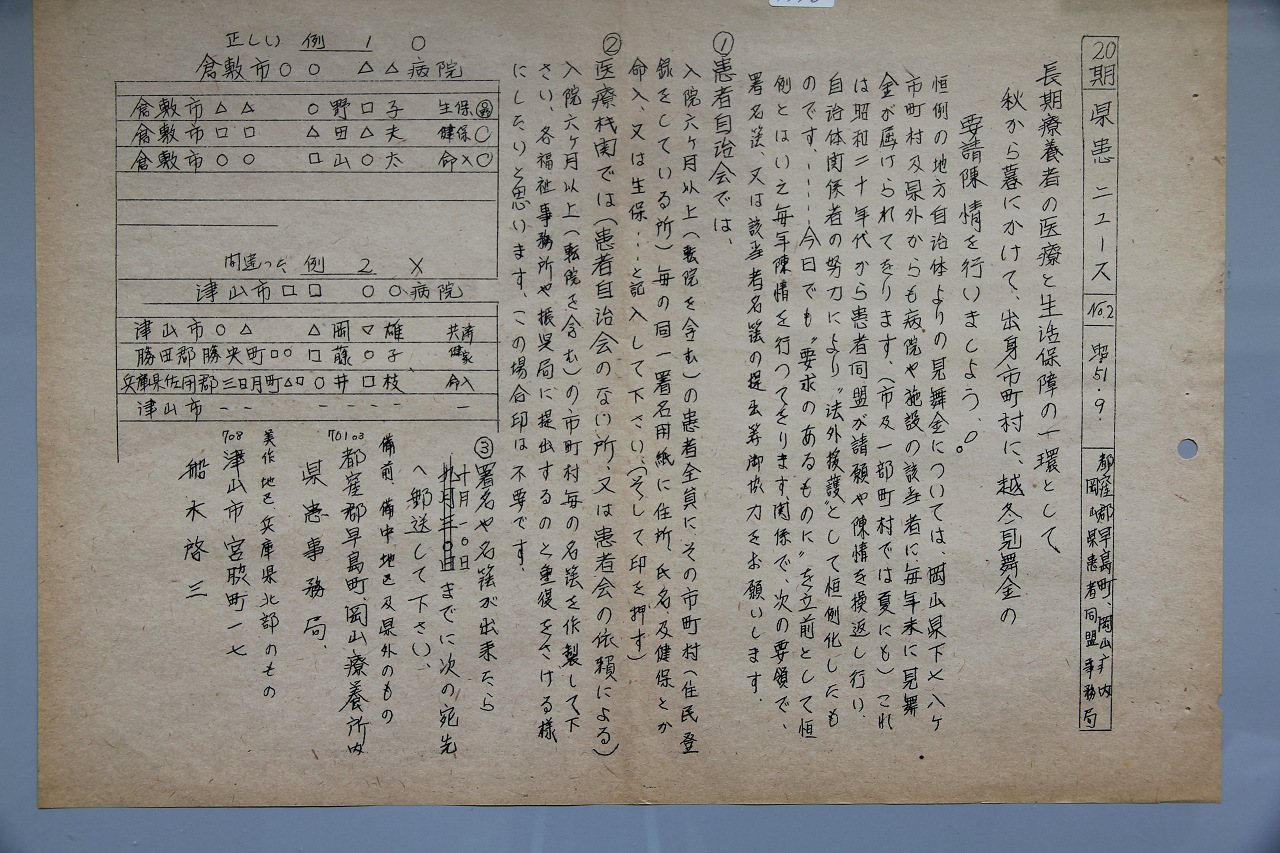 20期 県患ニュース No.2 昭51.9. 都窪郡早島町、岡山療内 岡山県患者同盟事務局
長期療養者の医療と生活保障の一環として、
秋から暮にかけて、出身市町村に、越冬見舞金の
要請陳情を行いましょう。
恒例の地方自治体よりの見舞金については、岡山県下七八ヶ
市町村及県外からも病院や施設の該当者に毎年末に見舞
金が届けられてをります、(市及一部町村では夏にも)これ
は昭和二十年代から患者同盟が請願や陳情を操返し行い、
自治体関係者の努力により"法外援護"として恒例化したも
のです・・・・今日でも"要求のあるものに"を立前として恒
例とはいえ毎年陳情を行つてをります、関係で、次の要領で、
署名簿、又は該当者名簿の提出等御協力をお願いします。
①患者自治会では、
入院六ヶ月以上(転院を含む)の患者全員に、その市町村(住民登
録をしている所)毎の同一署名用紙に住所、氏名及健保とか
命入、又は生保・・・と記入して下さい、(そして印を押す)
②医療機関では(患者自治会のない所、又は患者会の依頼による)
入院六ヶ月以上(転院を含む)の市町村毎の名簿を作製して下
さい、各福祉事務所や振興局に提出するのと重復をさける様
にしたいと思います、この場合印は不要です、
正しい 例 1 ○
倉敷市○○ △△病院
倉敷市△△ ○野□子 生保
倉敷市□□ △田△夫 健保○
倉敷市○○ □山○太 命入○
間違った 例 2 ×
津山市□□ ○○病院
津山市○△ △岡▽雄 共済
勝田郡勝央町□○ □藤○子 健家
兵庫県佐用郡三日月町△□ ○井□枝 命入
津山市-- ---- -
③署名や名簿が出来たら
十月一〇日
九月三〇日までに次の宛先
へ郵送して下さい、
備前、備中地区及県外のもの
70103 都窪郡早島町、岡山療養所内
県患事務局、
美作地区兵庫県北部のもの
708 津山市宮脇町一七
船木啓三